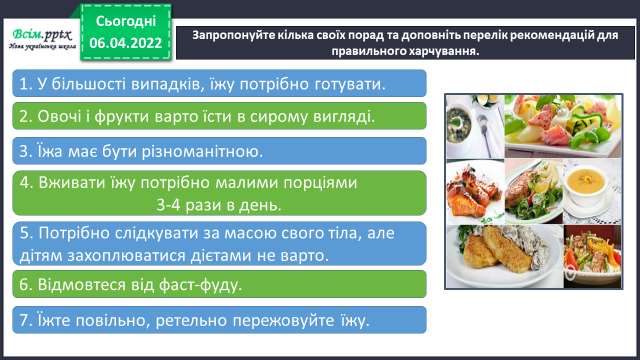 Всім.pptx
Нова українська школа
Сьогодні
06.04.2022
Запропонуйте кілька своїх порад та доповніть перелік рекомендацій для
правильного харчування.
1. У більшості випадків, їжу потрібно готувати.
2. Овочі і фрукти варто їсти в сирому вигляді.
3. Їжа має бути різноманітною.
4. Вживати їжу потрібно малими порціями
3-4 рази в день.
5. Потрібно слідкувати за масою свого тіла, але
дітям захоплюватися дієтами не варто.
6. Відмовтеся від фаст-фуду.
7. Їжте повільно, ретельно пережовуйте їжу.